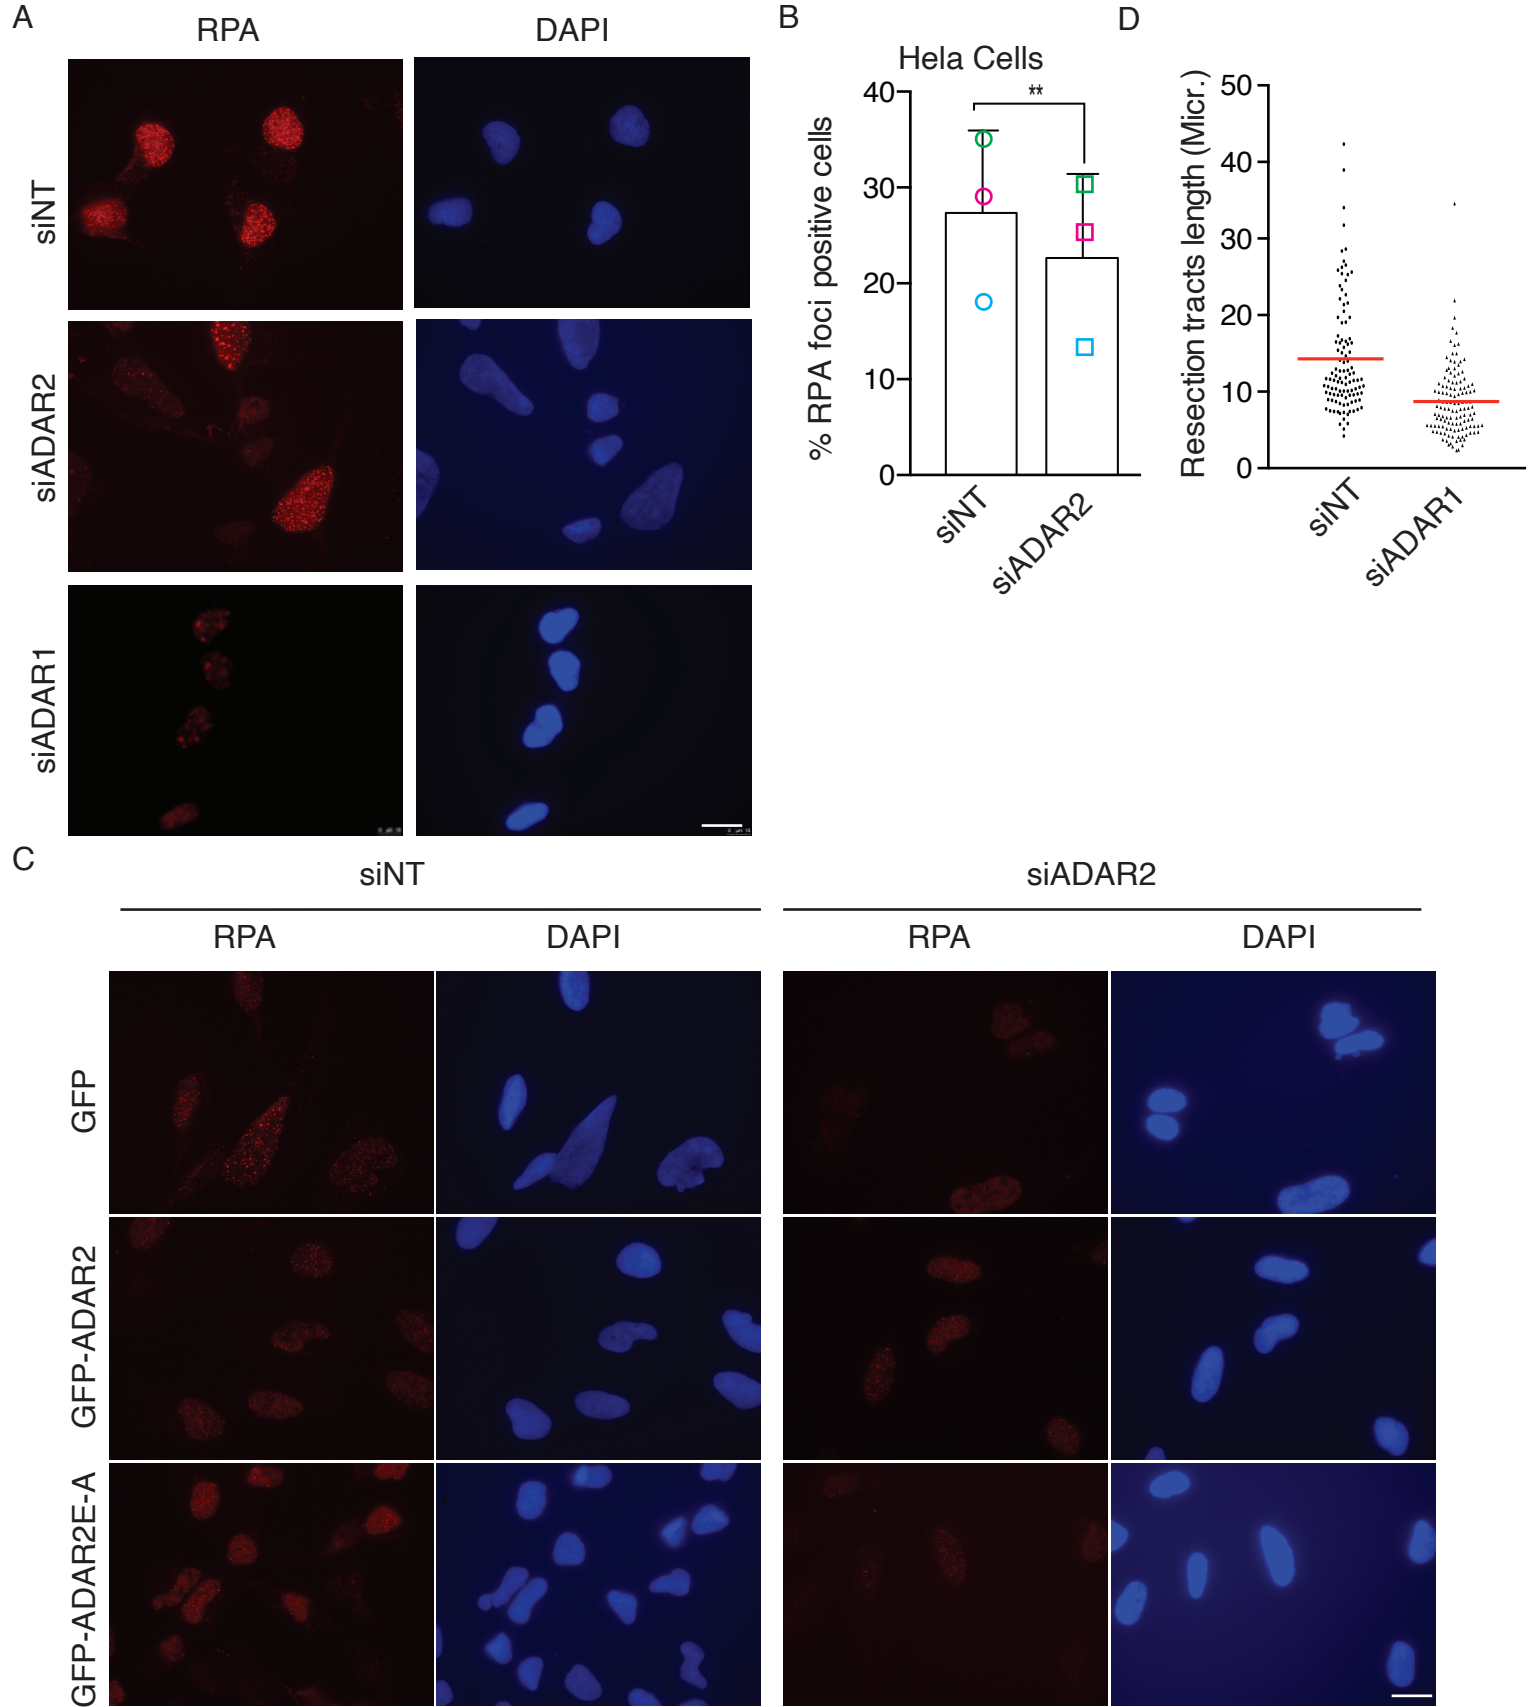 A
RPA
DAPI
siNT
siADAR2
siADAR1
B
Hela Cells
% RPA foci positive cells
40
30
20
10
0
**
siNT
siADAR2
D
Resection tracts length (Micr.)
50
40
30
20
10
0
siNT
siADAR1
C
siNT
siADAR2
RPA
DAPI
RPA
DAPI
GFP
GFP-ADAR2
GFP-ADAR2E-A